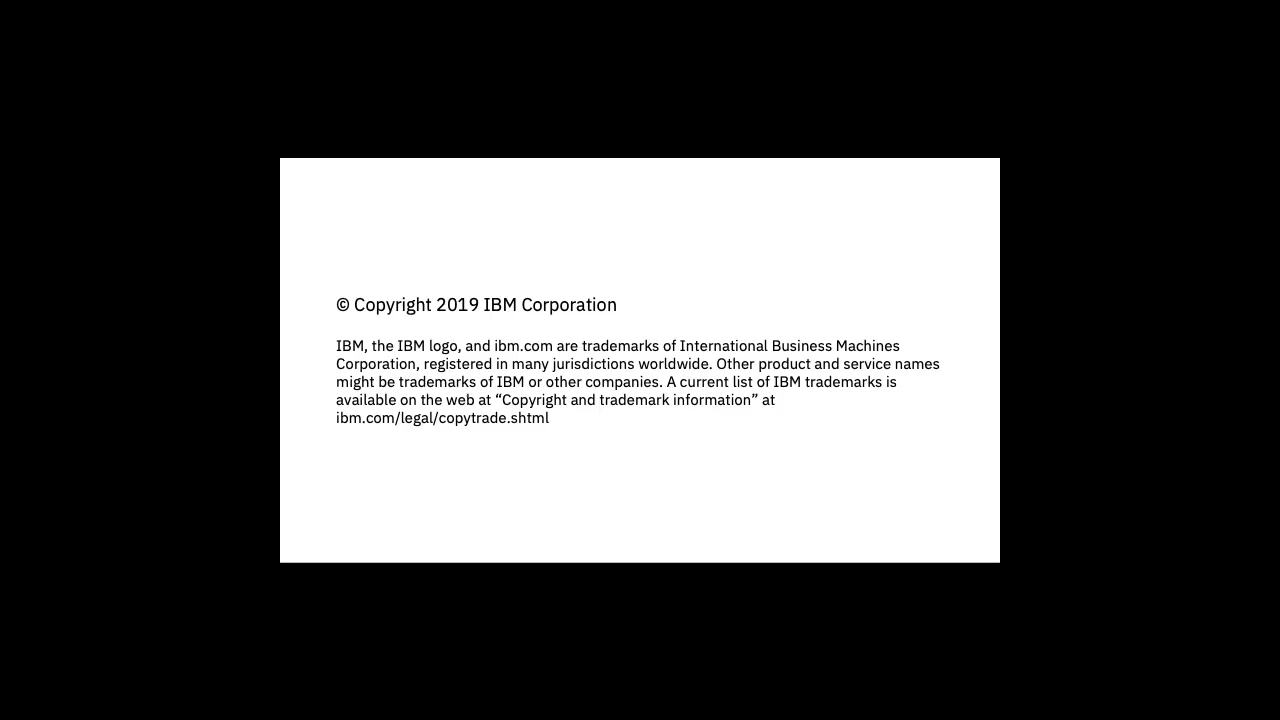 © Copyright 2019 IBM Corporation
IBM, the IBM logo, and ibm.com are trademarks of International Business Machines
Corporation, registered in many jurisdictions worldwide. Other product and service names
might be trademarks of IBM or other companies. A current list of IBM trademarks is
available on the web at “Copyright and trademark information” at
ibm.com/legal/copytrade.shtml